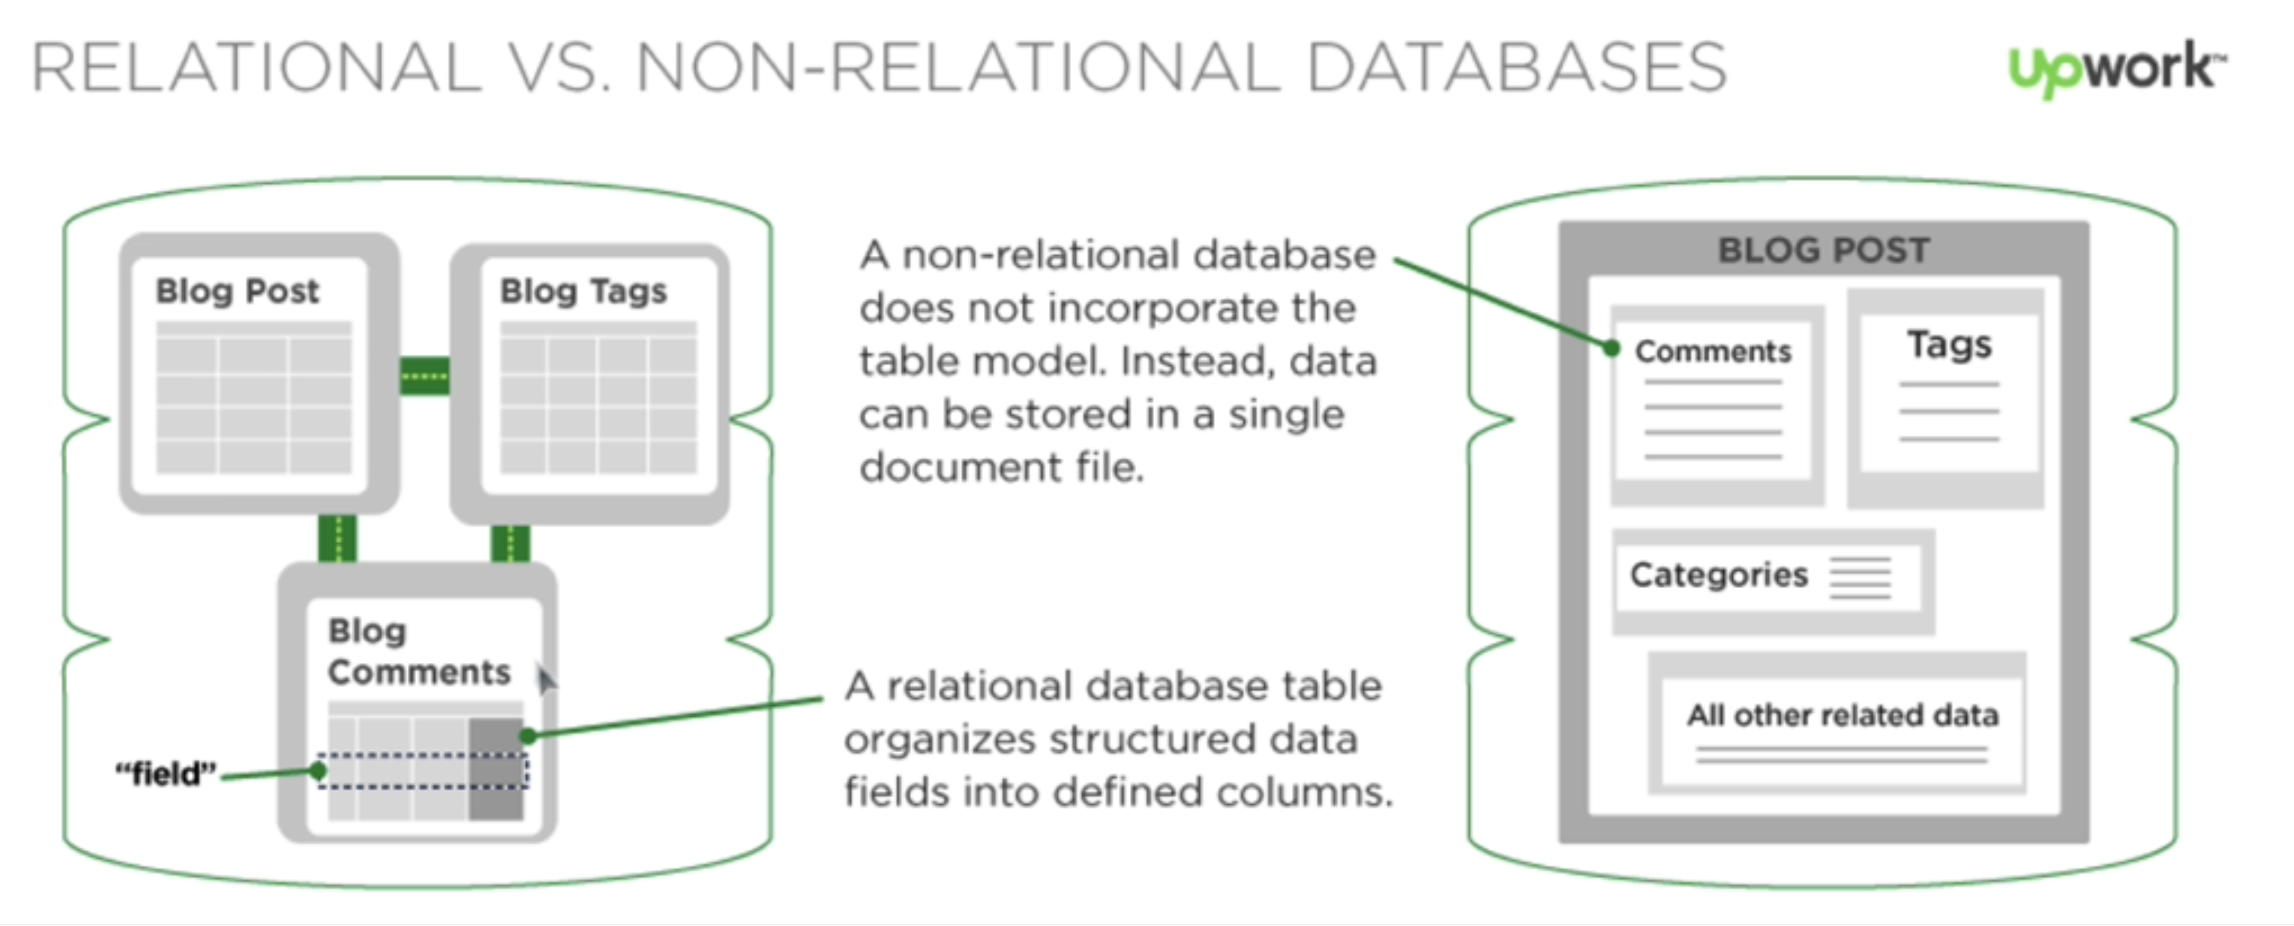 RELATIONAL VS. NON-RELATIONAL DATABASES
upwork™
Blog Post
Blog Tags
Blog
Comments
“field”
A non-relational database
does not incorporate the
table model. Instead, data
can be stored in a single
document file.
A relational database table
organizes structured data
fields into defined columns.
BLOG POST
Comments
Tags
Categories
All other related data